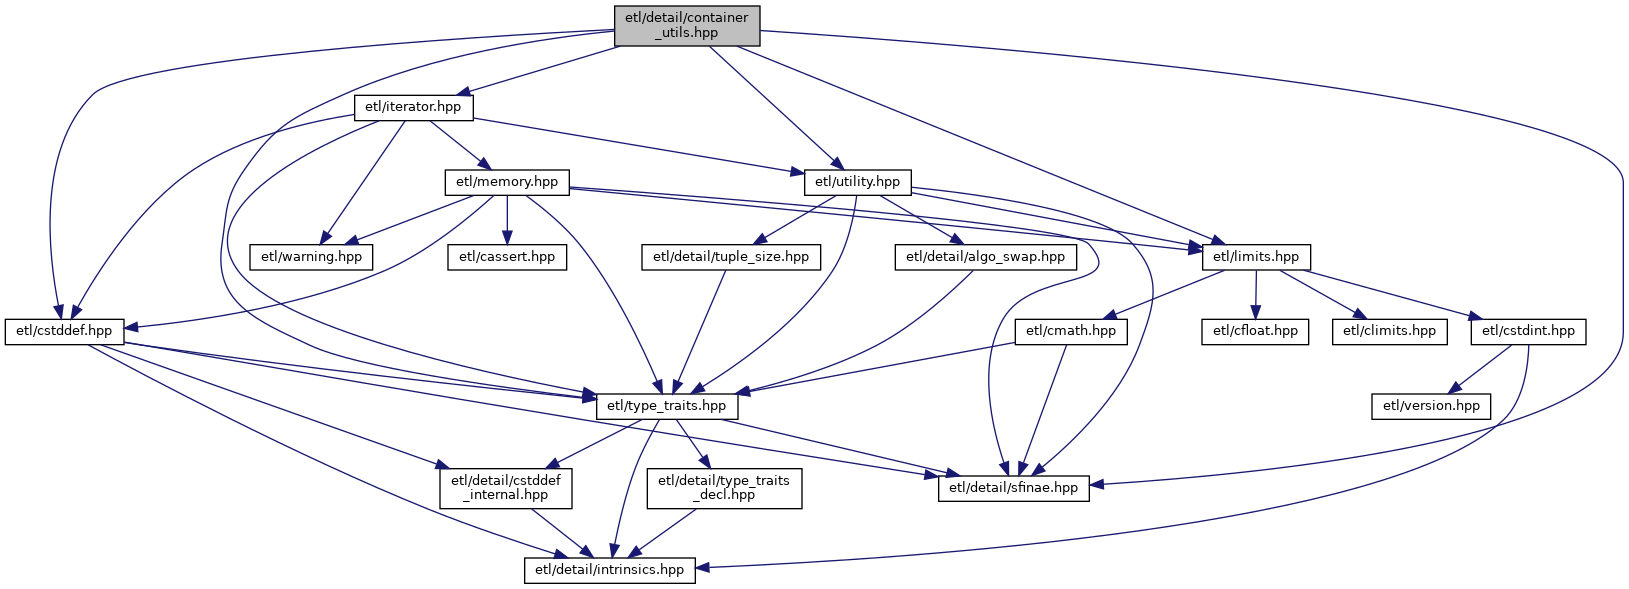 etl/detail/container
_utils.hpp
etl/iterator.hpp
etl/memory.hpp
etl/utility.hpp
etl/warning.hpp
etl/cassert.hpp
etl/detail/tuple_size.hpp
etl/detail/algo_swap.hpp
etl/limits.hpp
etl/cstddef.hpp
etl/cmath.hpp
etl/cfloat.hpp
etl/climits.hpp
etl/cstdint.hpp
etl/type_traits.hpp
etl/version.hpp
etl/detail/cstddef
_internal.hpp
etl/detail/type_traits
_decl.hpp
etl/detail/sfinae.hpp
etl/detail/intrinsics.hpp